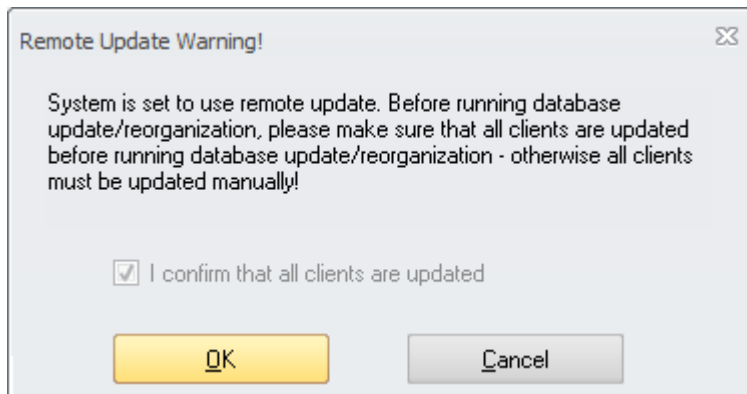 Remote Update Warning!
System is set to use remote update. Before running database
update/reorganization, please make sure that all clients are updated
before running database update/reorganization - otherwise all clients
must be updated manually!
I confirm that all clients are updated
OK
Cancel